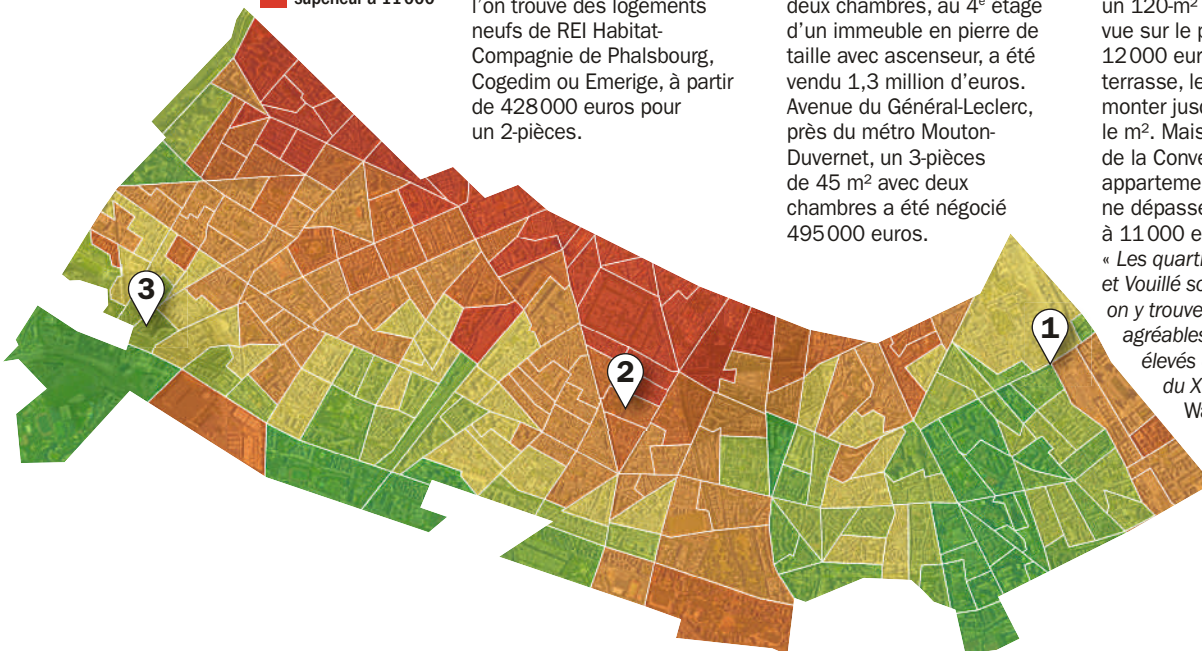 supérieur à 11 000
l'on trouve des logements
neufs de REI Habitat-
Compagnie de Phalsbourg,
Cogedim ou Emerige, à partir
de 428 000 euros pour
un 2-pièces.
deux chambres, au 4e étage
d'un immeuble en pierre de
taille avec ascenseur, a été
vendu 1,3 million d'euros.
Avenue du Général-Leclerc,
près du métro Mouton-
Duvernet, un 3-pièces
de 45 m² avec deux
chambres a été négocié
495 000 euros.
un 120-m²
vue sur le p
12 000 eur
terrasse, le
monter jusc
le m². Mais
de la Conve
apparteme
ne dépasse
à 11 000 e
« Les quarti
et Vouillé so
on y trouve
agréables
élevés
du X
Wa
3
2
1